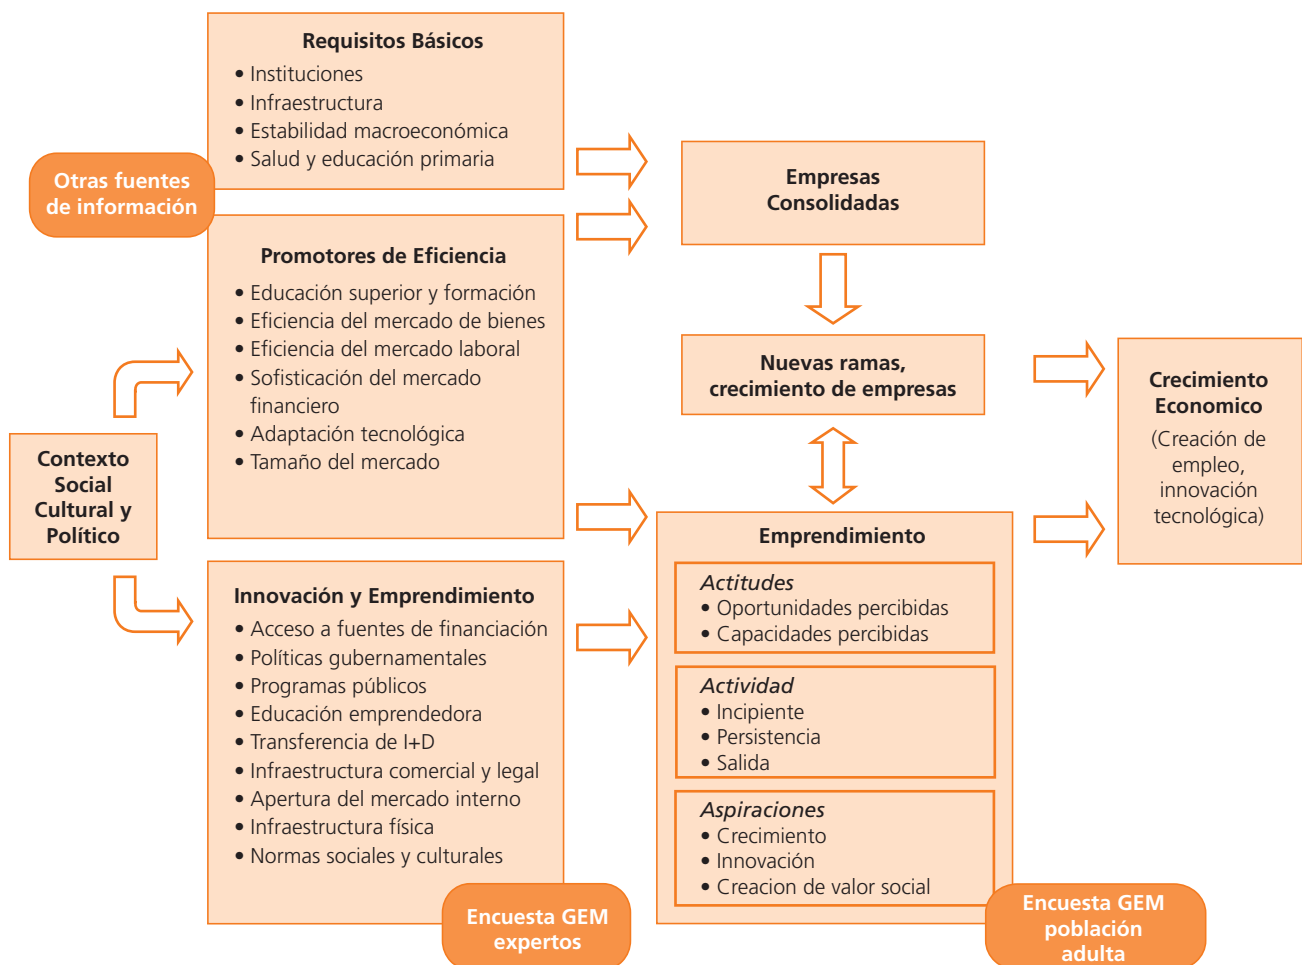 Requisitos Básicos
• Instituciones
• Infraestructura
• Estabilidad macroeconómica
• Salud y educación primaria
Otras fuentes
de información
Promotores de Eficiencia
• Educación superior y formación
• Eficiencia del mercado de bienes
• Eficiencia del mercado laboral
• Sofisticación del mercado
financiero
• Adaptación tecnológica
• Tamaño del mercado
Contexto
Social
Cultural y
Político
Innovación y Emprendimiento
• Acceso a fuentes de financiación
• Políticas gubernamentales
• Programas públicos
• Educación emprendedora
• Transferencia de I+D
• Infraestructura comercial y legal
• Apertura del mercado interno
• Infraestructura física
• Normas sociales y culturales
Encuesta GEM
expertos
Empresas
Consolidadas
Nuevas ramas,
crecimiento de empresas
Emprendimiento
Actitudes
• Oportunidades percibidas
• Capacidades percibidas
Actividad
• Incipiente
• Persistencia
• Salida
Aspiraciones
• Crecimiento
• Innovación
• Creacion de valor social
Encuesta GEM
población
adulta
Crecimiento
Economico
(Creación de
empleo,
innovación
tecnológica)